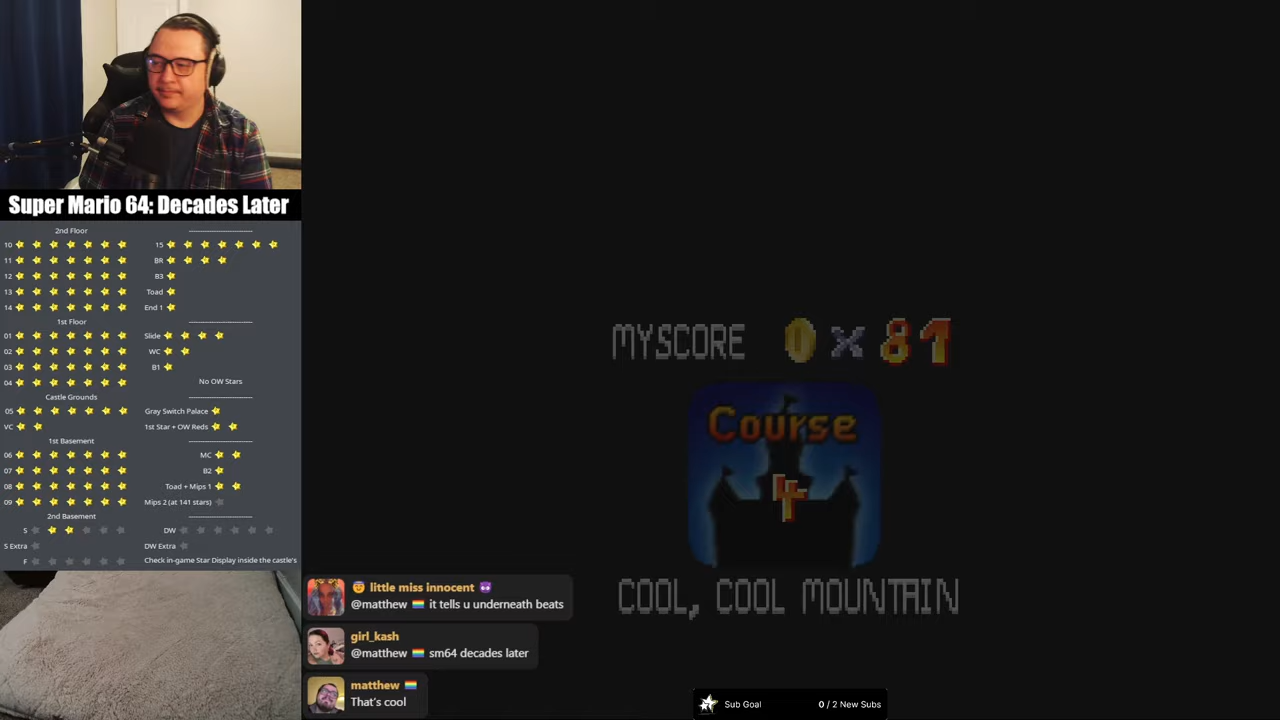 Super Mario 64: Decades Later
2nd Floor
10
11
12
13
14
15
BR
B3
Toad
End 1
1st Floor
01
02
03
04
Slide
WC
B1
No OW Stars
Castle Grounds
05
VC
Gray Switch Palace
1st Star + OW Reds
1st Basement
06
07
08
09
MC
B2
Toad + Mips 1
Mips 2 (at 141 stars)
2nd Basement
S
S Extra
F
DW
DW Extra
Check in-game Star Display inside the castle's
MYSCORE × 81
Course
4
COOL, COOL MOUNTAIN
little miss innocent
@matthew 🏳️‍🌈 it tells u underneath beats
girl_kash
@matthew 🏳️‍🌈 sm64 decades later
matthew 🏳️‍🌈
That's cool
Sub Goal 0 / 2 New Subs